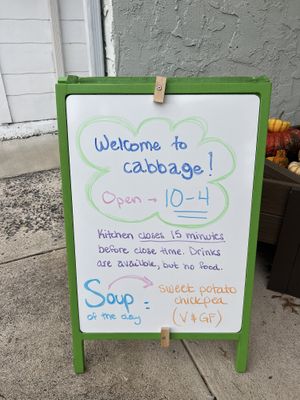 Welcome to
cabbage!
Open → 10-4
Kitchen closes 15 minutes
before close time. Drinks
are available, but no food.
Soup =
of the day
sweet potato
chickpea
(V & GF)